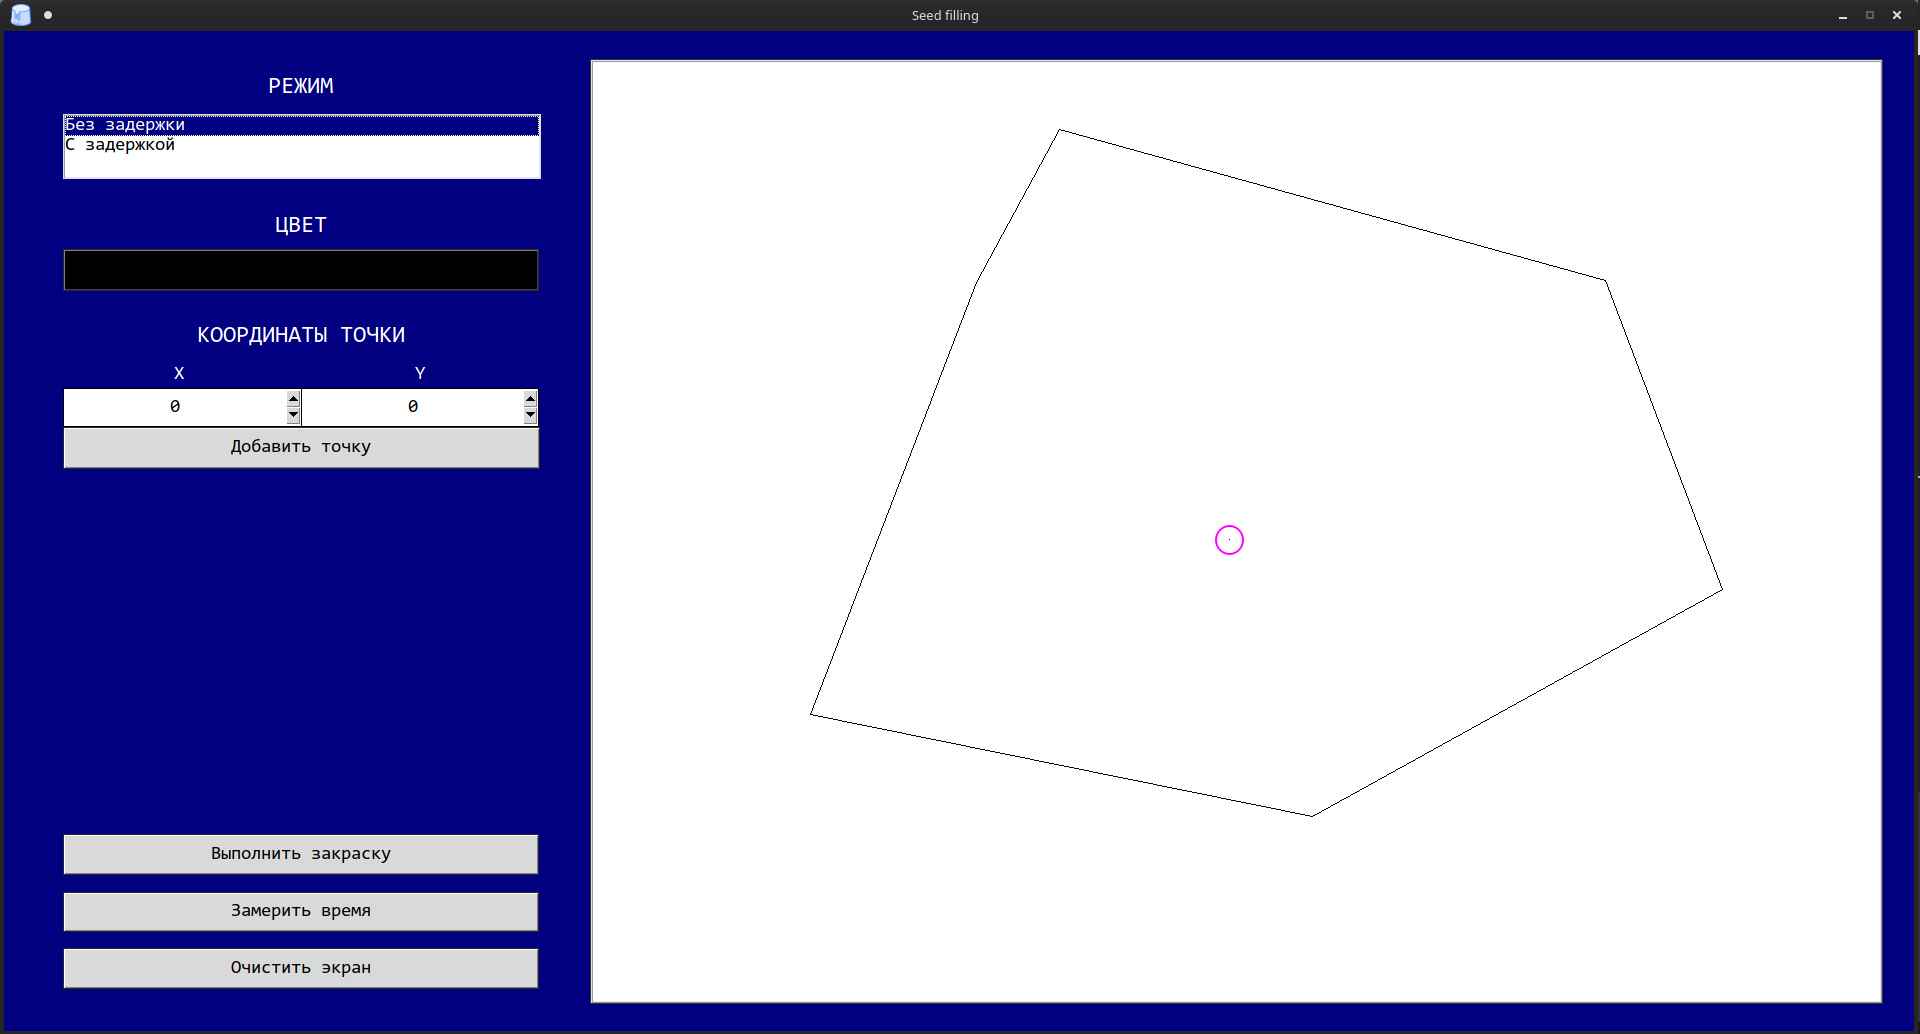 Seed filling
РЕЖИМ
Без задержки
С задержкой
ЦВЕТ
КООРДИНАТЫ ТОЧКИ
X Y
0 0
Добавить точку
Выполнить закраску
Замерить время
Очистить экран